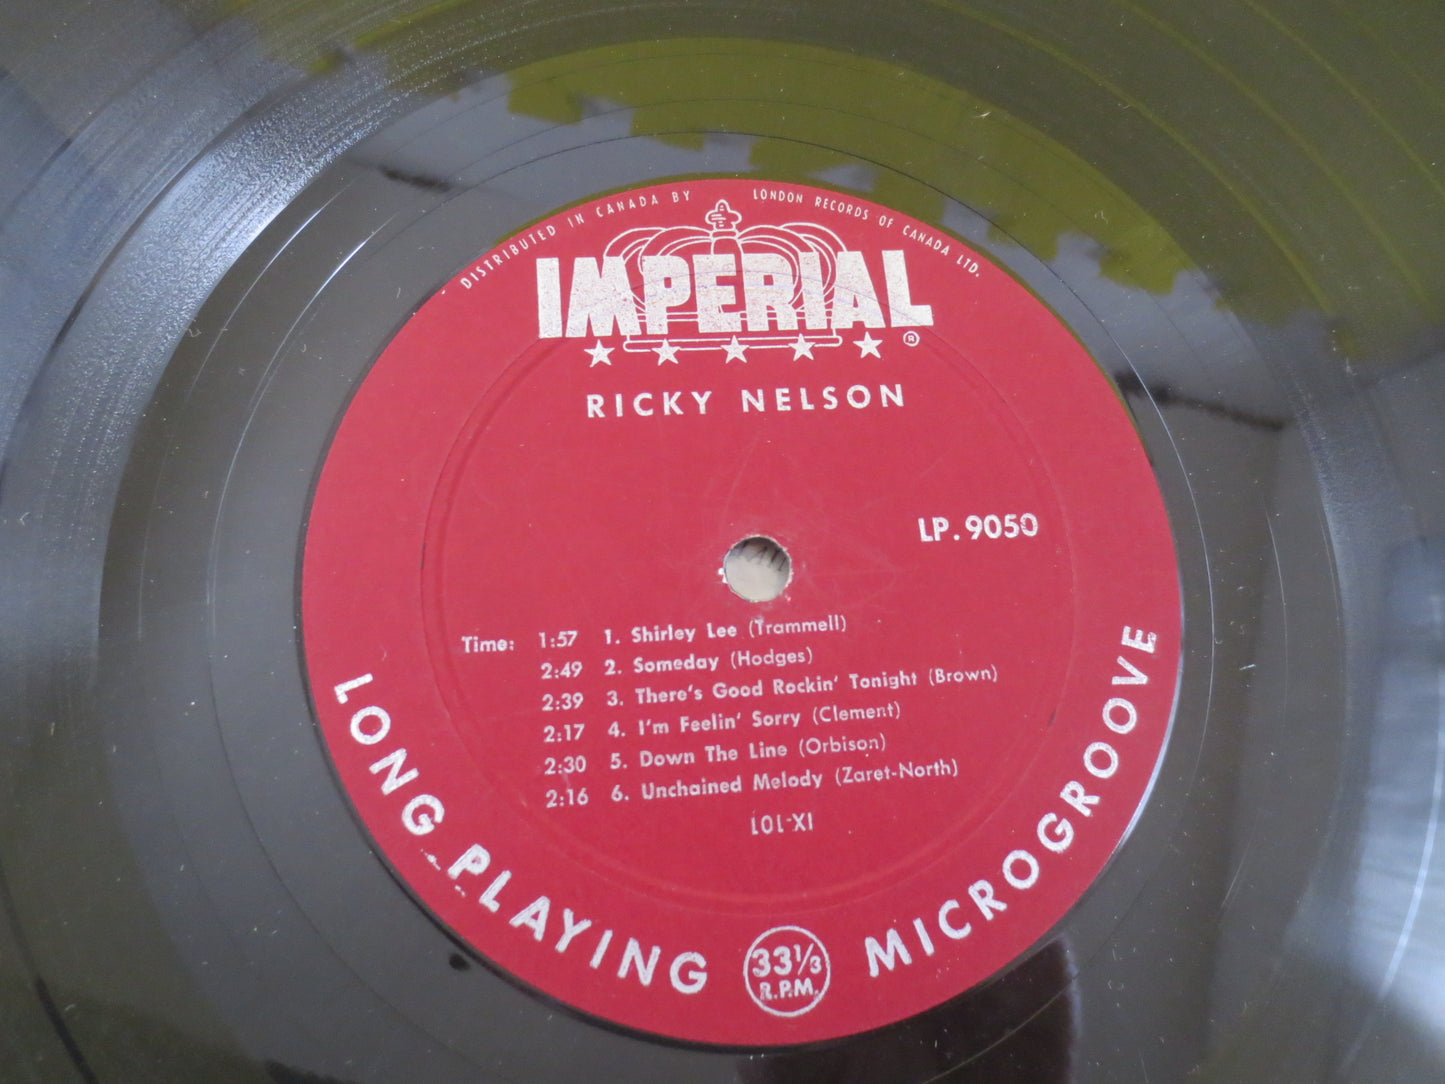 DISTRIBUTED IN CANADA BY LONDON RECORDS OF CANADA LTD.
IMPERIAL
®
RICKY NELSON
LP. 9050
Time: 1:57 1. Shirley Lee (Trammell)
2:49 2. Someday (Hodges)
2:39 3. There's Good Rockin' Tonight (Brown)
2:17 4. I'm Feelin' Sorry (Clement)
2:30 5. Down The Line (Orbison)
2:16 6. Unchained Melody (Zaret-North)
IX-101
LONG PLAYING
33⅓
R.P.M.
MICROGROOVE